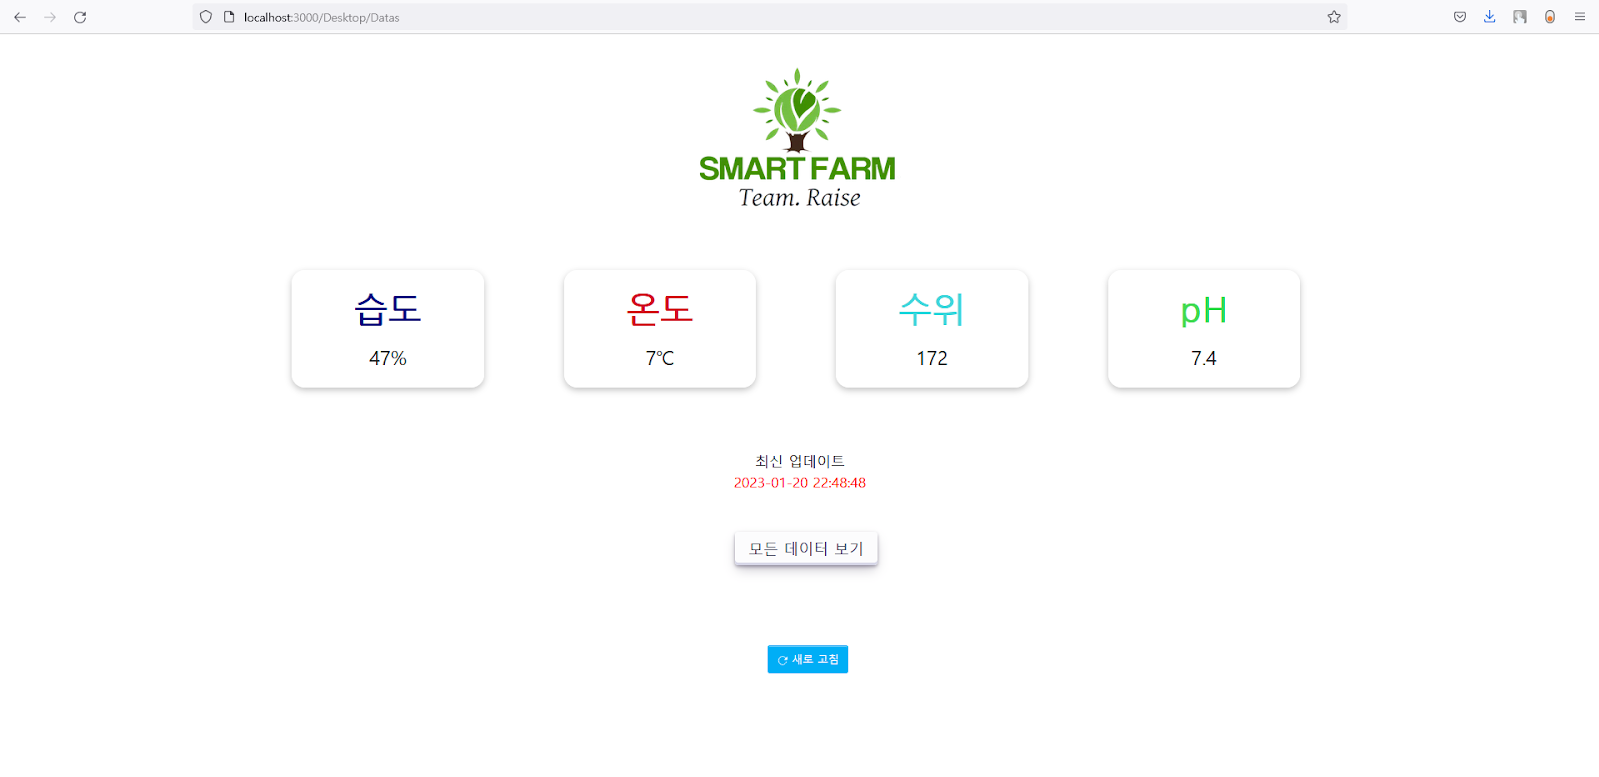 localhost:3000/Desktop/Datas
SMART FARM
Team. Raise
습도
47%
온도
7℃
수위
172
pH
7.4
최신 업데이트
2023-01-20 22:48:48
모든 데이터 보기
새로 고침